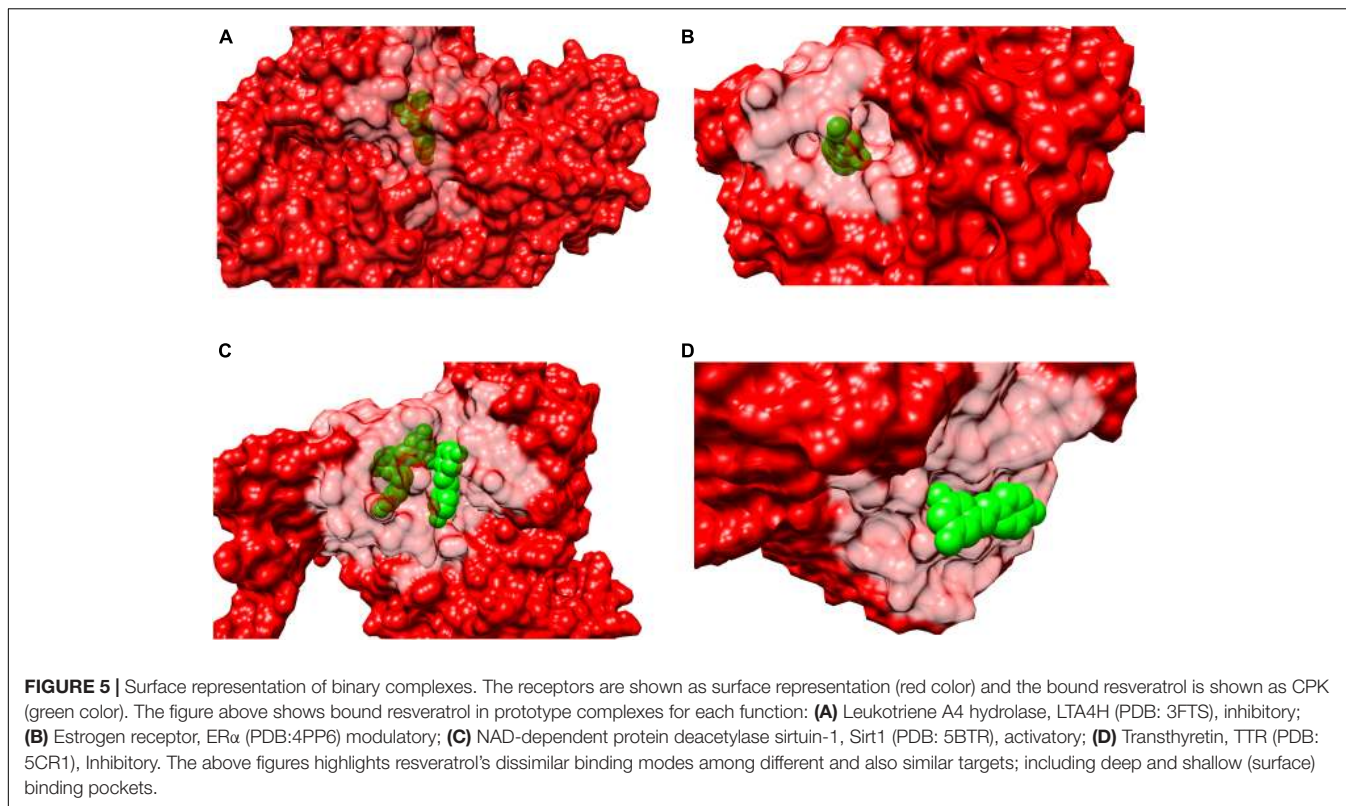 A
B
C
D
FIGURE 5 | Surface representation of binary complexes. The receptors are shown as surface representation (red color) and the bound resveratrol is shown as CPK
(green color). The figure above shows bound resveratrol in prototype complexes for each function: (A) Leukotriene A4 hydrolase, LTA4H (PDB: 3FTS), inhibitory;
(B) Estrogen receptor, ERα (PDB:4PP6) modulatory; (C) NAD-dependent protein deacetylase sirtuin-1, Sirt1 (PDB: 5BTR), activatory; (D) Transthyretin, TTR (PDB:
5CR1), Inhibitory. The above figures highlights resveratrol's dissimilar binding modes among different and also similar targets; including deep and shallow (surface)
binding pockets.